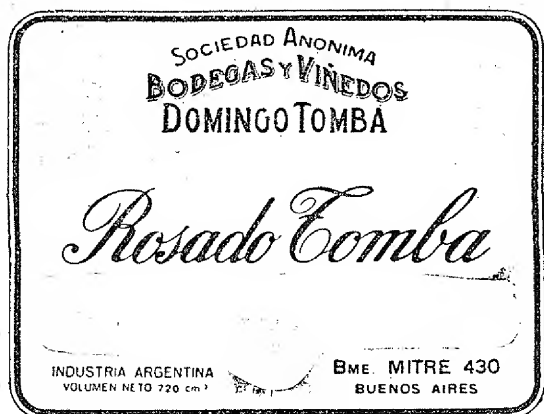 SOCIEDAD ANONIMA
BODEGAS Y VIÑEDOS
DOMINGO TOMBA
Rosado Tomba
INDUSTRIA ARGENTINA
VOLUMEN NETO 720 cm³
BME. MITRE 430
BUENOS AIRES